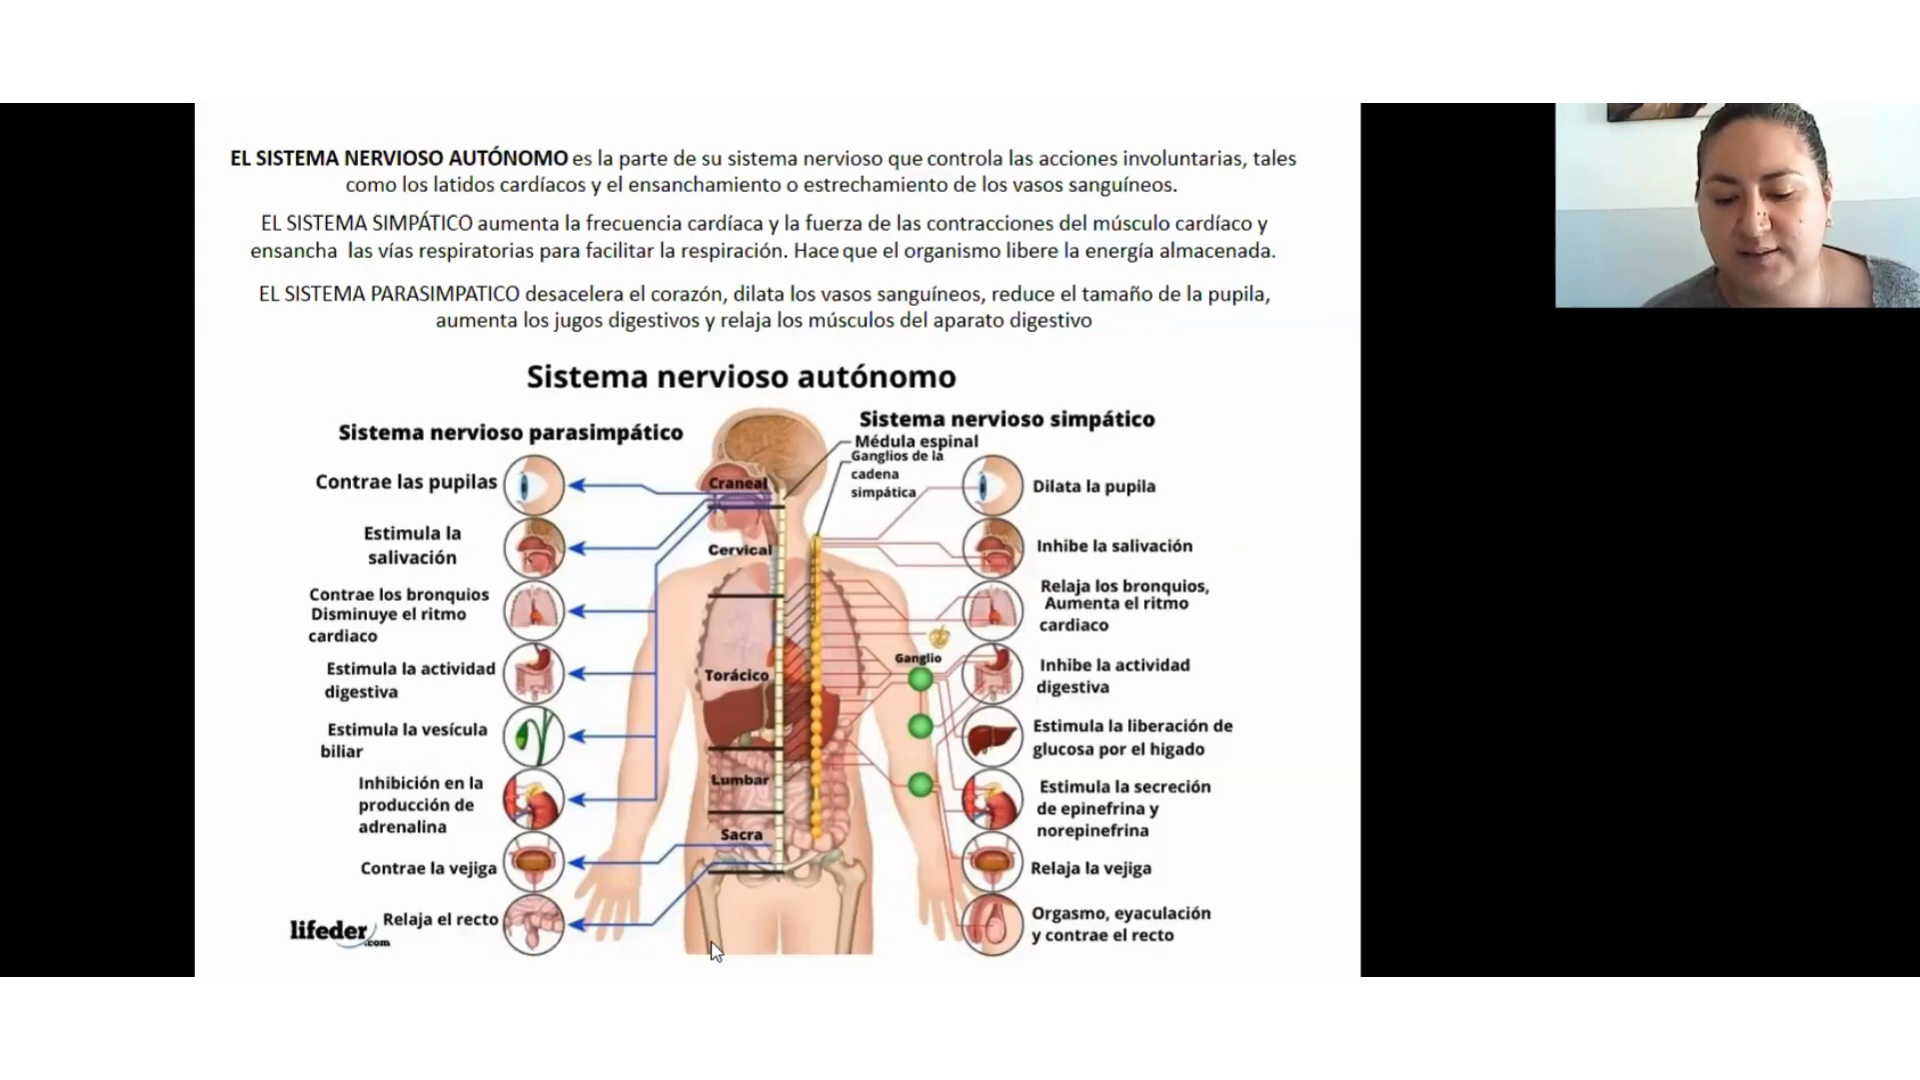 EL SISTEMA NERVIOSO AUTÓNOMO es la parte de su sistema nervioso que controla las acciones involuntarias, tales
como los latidos cardíacos y el ensanchamiento o estrechamiento de los vasos sanguíneos.
EL SISTEMA SIMPÁTICO aumenta la frecuencia cardíaca y la fuerza de las contracciones del músculo cardíaco y
ensancha las vías respiratorias para facilitar la respiración. Hace que el organismo libere la energía almacenada.
EL SISTEMA PARASIMPATICO desacelera el corazón, dilata los vasos sanguíneos, reduce el tamaño de la pupila,
aumenta los jugos digestivos y relaja los músculos del aparato digestivo
Sistema nervioso autónomo
Sistema nervioso parasimpático
Contrae las pupilas
Estimula la
salivación
Contrae los bronquios
Disminuye el ritmo
cardiaco
Estimula la actividad
digestiva
Estimula la vesícula
biliar
Inhibición en la
producción de
adrenalina
Contrae la vejiga
Relaja el recto
lifeder
.com
Craneal
Cervical
Torácico
Lumbar
Sacra
Sistema nervioso simpático
Médula espinal
Ganglios de la
cadena
simpática
Ganglio
Dilata la pupila
Inhibe la salivación
Relaja los bronquios,
Aumenta el ritmo
cardiaco
Inhibe la actividad
digestiva
Estimula la liberación de
glucosa por el higado
Estimula la secreción
de epinefrina y
norepinefrina
Relaja la vejiga
Orgasmo, eyaculación
y contrae el recto